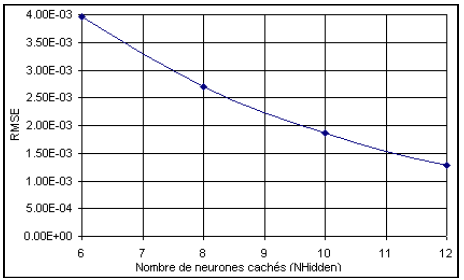 4.00E-03
3.50E-03
3.00E-03
2.50E-03
2.00E-03
1.50E-03
1.00E-03
5.00E-04
0.00E+00
RMSE
6 7 8 9 10 11 12
Nombre de neurones cachés (NHidden)